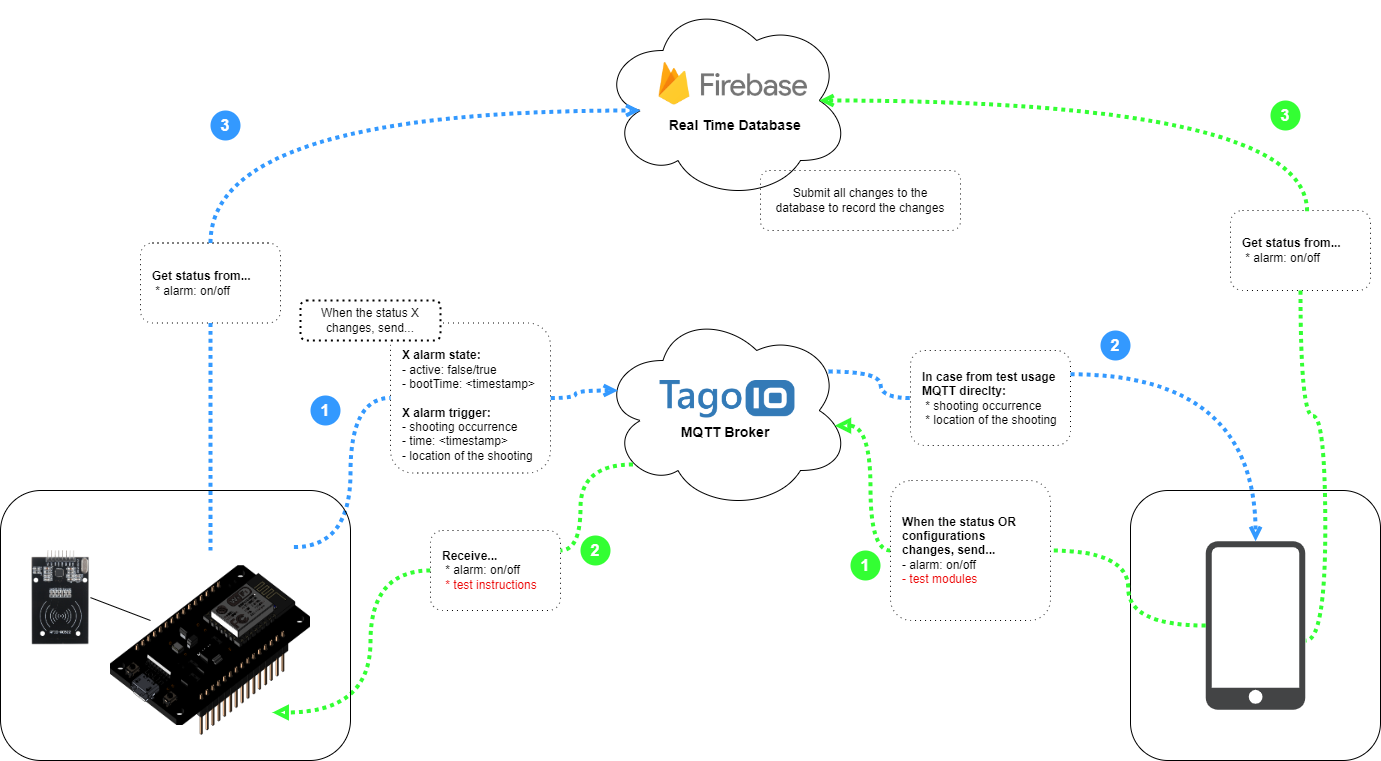 Firebase
Real Time Database
3
3
Submit all changes to the
database to record the changes
Get status from...
* alarm: on/off
Get status from...
* alarm: on/off
When the status X
changes, send...
X alarm state:
- active: false/true
- bootTime: <timestamp>
X alarm trigger:
- shooting occurrence
- time: <timestamp>
- location of the shooting
1
Tago IO
MQTT Broker
In case from test usage
MQTT direclty:
* shooting occurrence
* location of the shooting
2
Receive...
* alarm: on/off
* test instructions
2
1
When the status OR
configurations
changes, send...
- alarm: on/off
- test modules